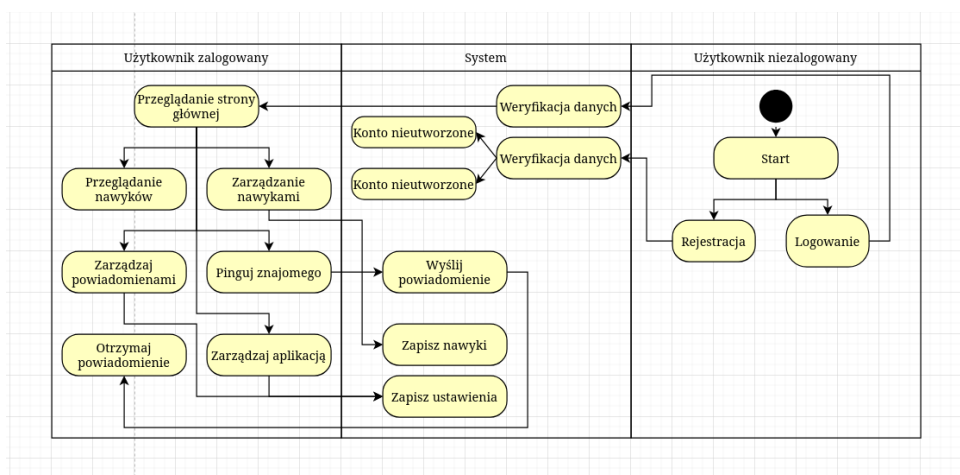 Użytkownik zalogowany
System
Użytkownik niezalogowany
Przeglądanie strony
głównej
Weryfikacja danych
Konto nieutworzone
Weryfikacja danych
Start
Konto nieutworzone
Przeglądanie
nawyków
Zarządzanie
nawykami
Rejestracja
Logowanie
Zarządzaj
powiadomienami
Pinguj znajomego
Wyślij
powiadomienie
Otrzymaj
powiadomienie
Zarządzaj aplikacją
Zapisz nawyki
Zapisz ustawienia